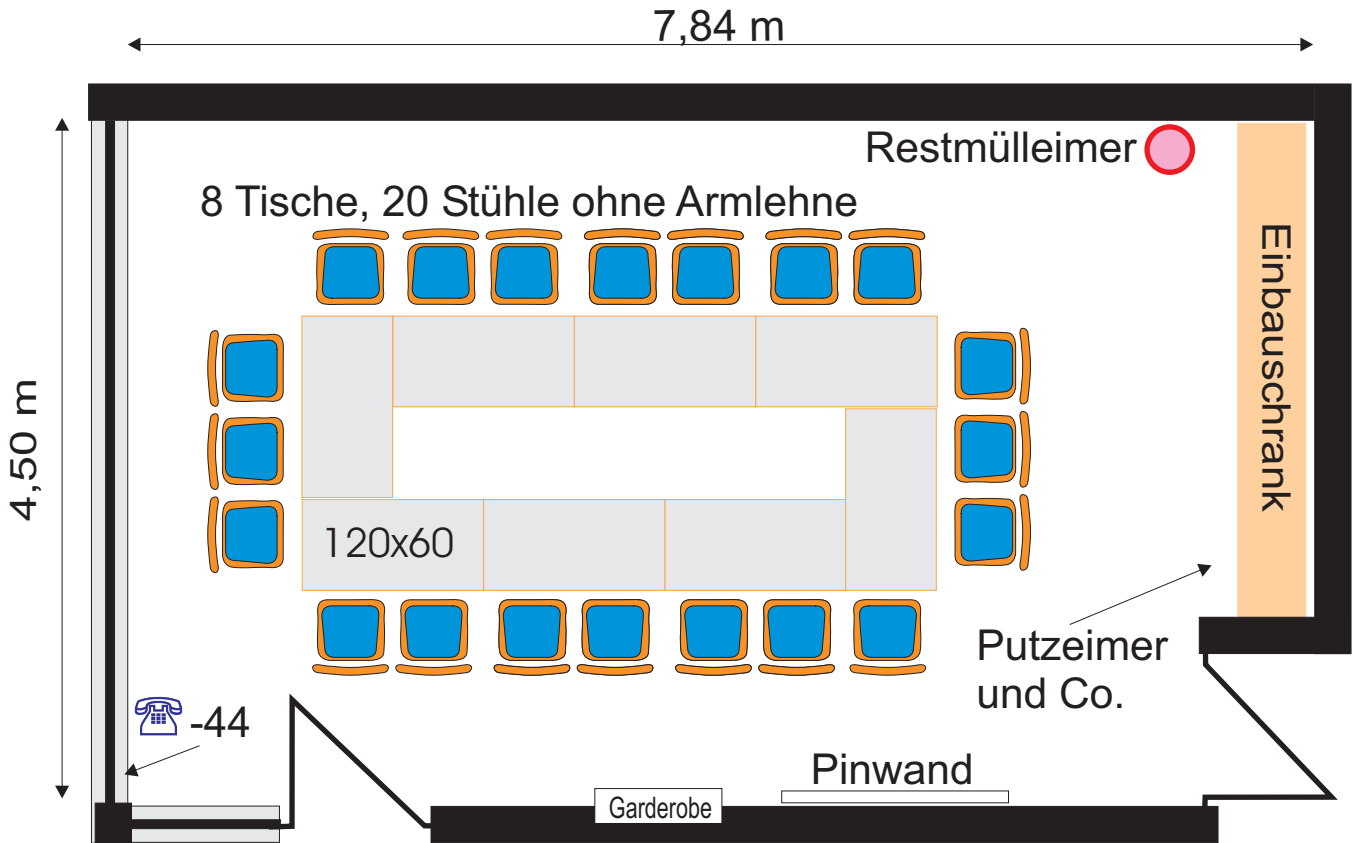 7,84 m
Restmülleimer
8 Tische, 20 Stühle ohne Armlehne
Einbauschrank
4,50 m
120x60
Putzeimer
und Co.
-44
Pinwand
Garderobe